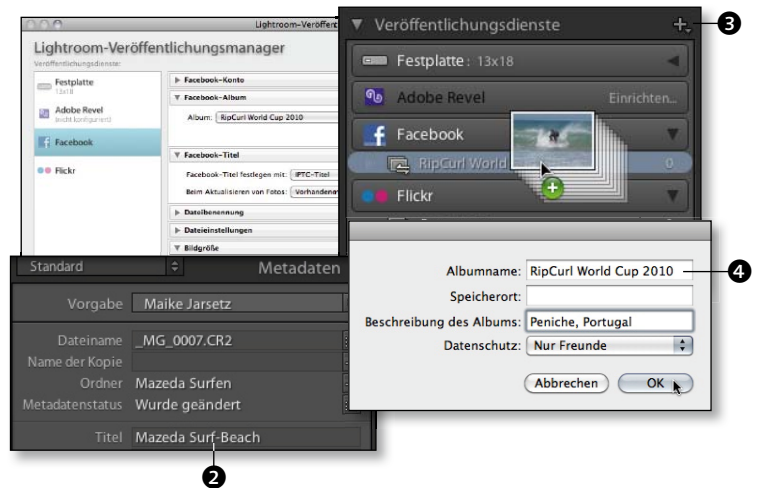 Lightroom-Veröffent
Lightroom-Veröffentlichungsmanager
Veröffentlichungsdienste:
Festplatte
13x18
Adobe Revel
(nicht konfiguriert)
Facebook
Flickr
Facebook-Konto
Facebook-Album
Album: RipCurl World Cup 2010
Facebook-Titel
Facebook-Titel festlegen mit: IPTC-Titel
Beim Aktualisieren von Fotos:
Dateibenennung
Dateieinstellungen
Bildgröße
Veröffentlichungsdienste
3
Festplatte: 13x18
Adobe Revel Einrichten...
Facebook
RipCurl World 0
Flickr
Standard Metadaten
Vorgabe Maike Jarsetz
Dateiname _MG_0007.CR2
Name der Kopie
Ordner Mazeda Surfen
Metadatenstatus Wurde geändert
Titel Mazeda Surf-Beach
2
Albumname: RipCurl World Cup 2010
4
Speicherort:
Beschreibung des Albums: Peniche, Portugal
Datenschutz: Nur Freunde
Abbrechen OK